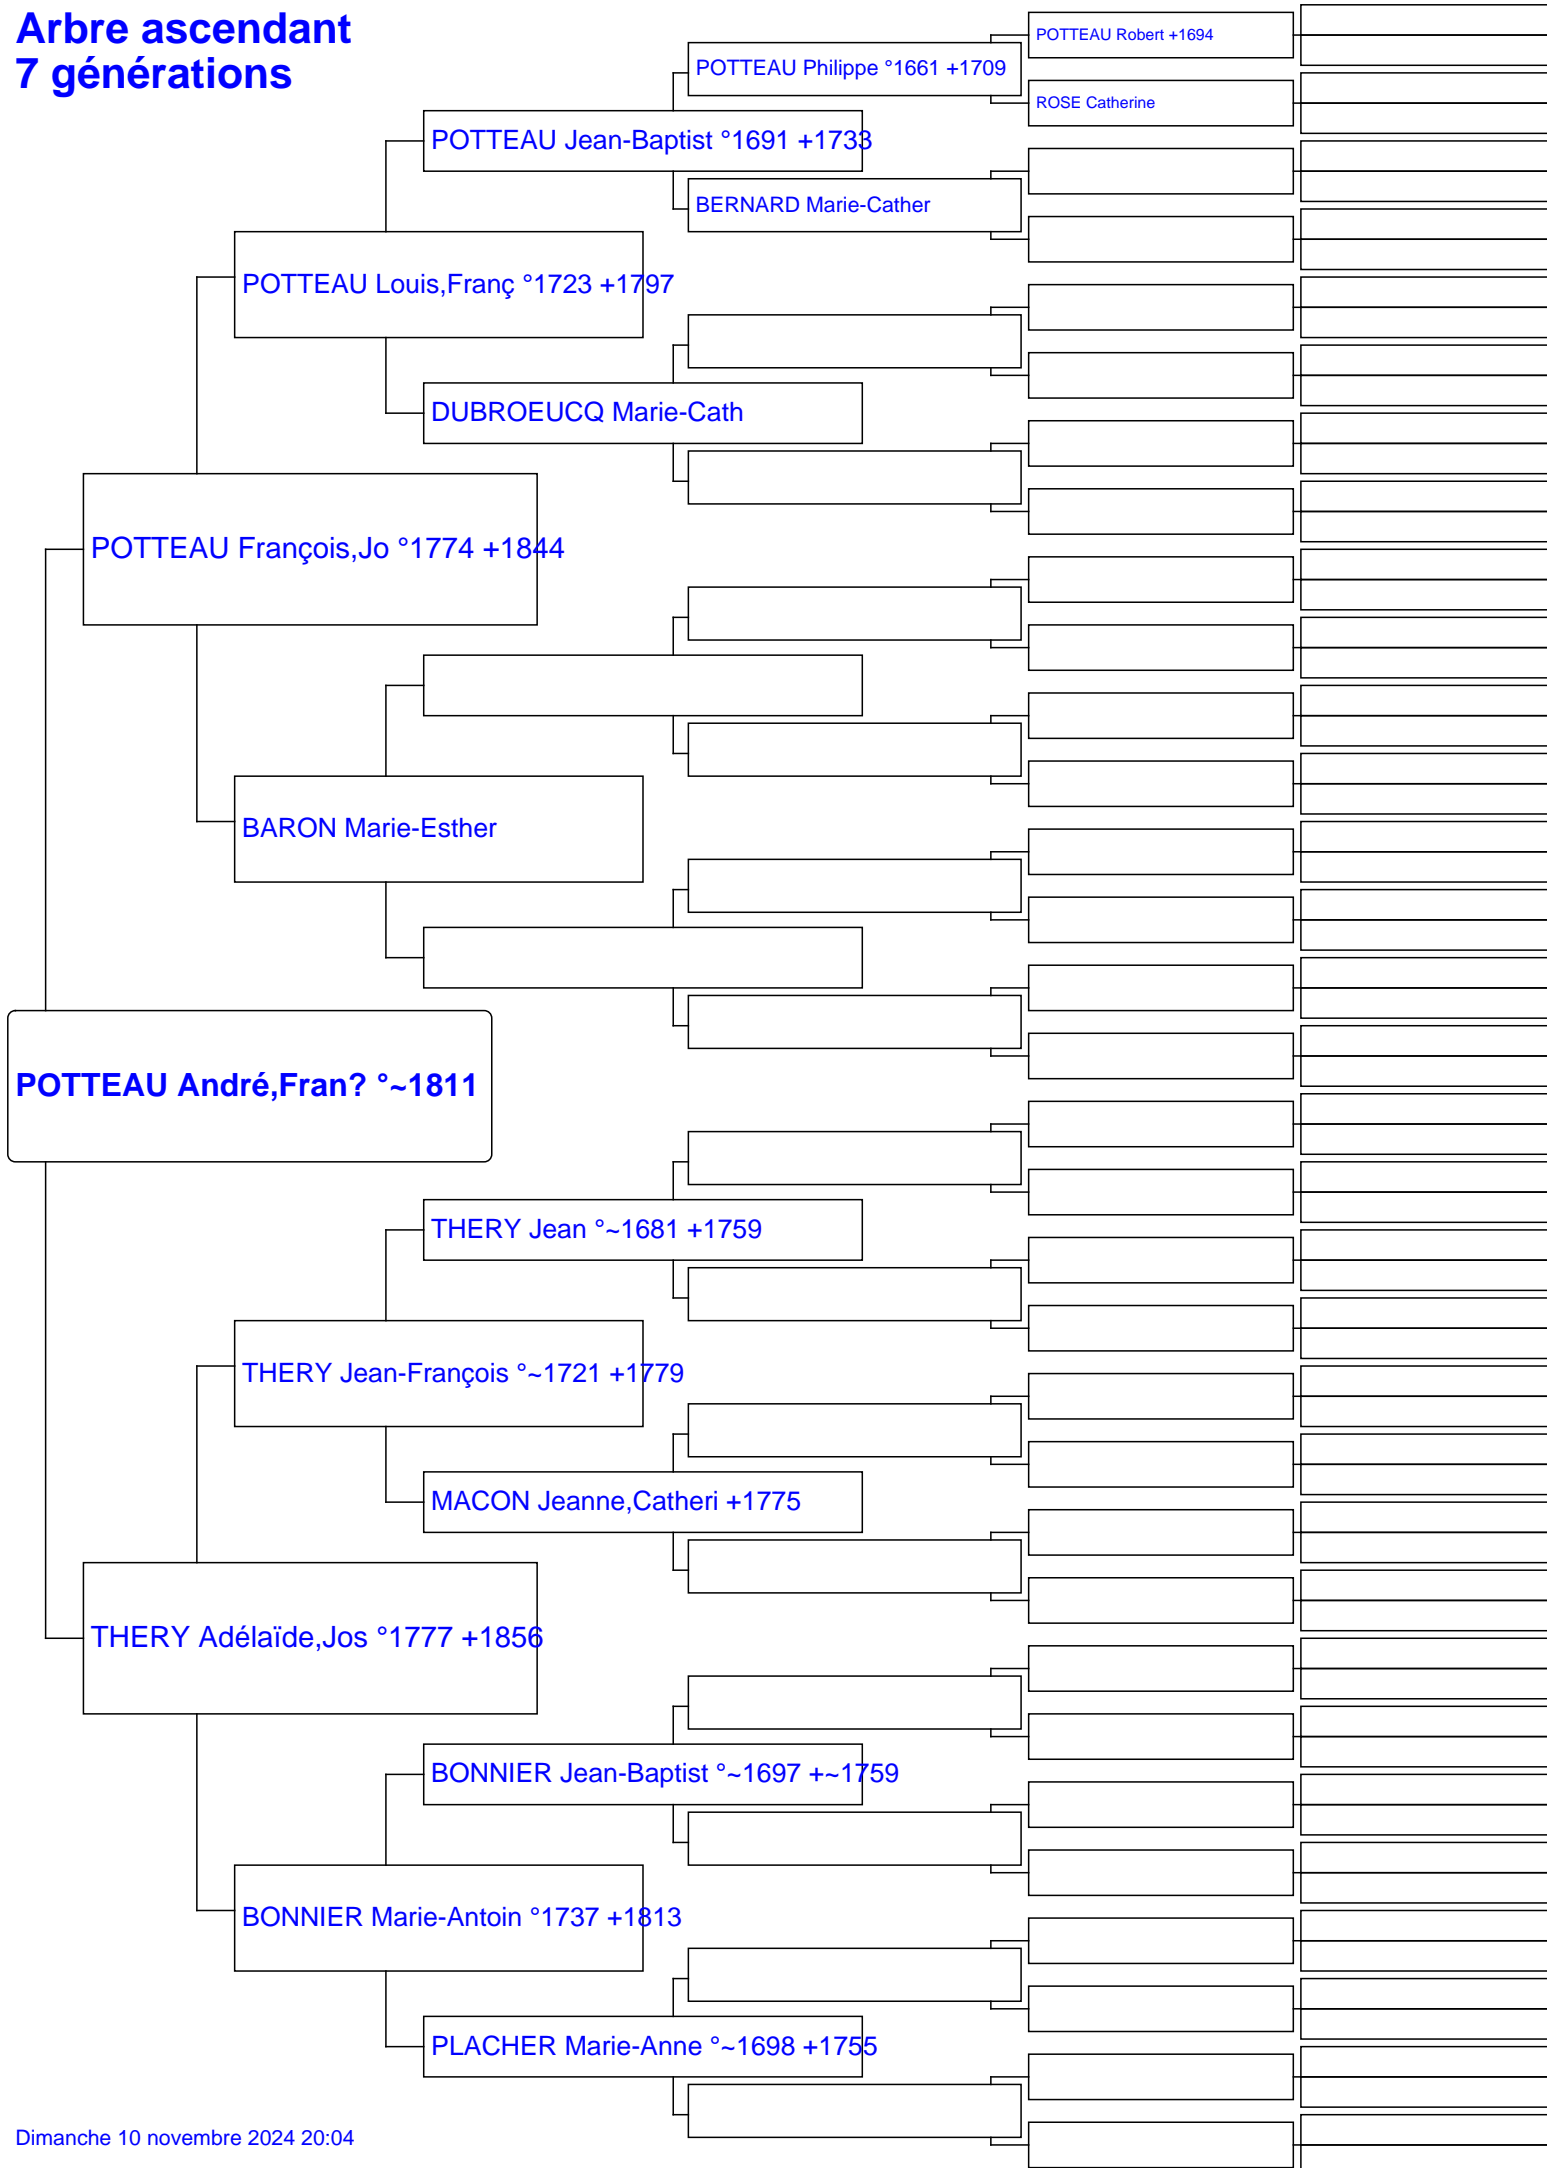 Arbre ascendant
7 générations
POTTEAU Robert +1694
POTTEAU Philippe °1661 +1709
ROSE Catherine
POTTEAU Jean-Baptist °1691 +1733
BERNARD Marie-Cather
POTTEAU Louis,Franç °1723 +1797
DUBROEUCQ Marie-Cath
POTTEAU François,Jo °1774 +1844
BARON Marie-Esther
POTTEAU André,Fran? °~1811
THERY Jean °~1681 +1759
THERY Jean-François °~1721 +1779
MACON Jeanne,Catheri +1775
THERY Adélaïde,Jos °1777 +1856
BONNIER Jean-Baptist °~1697 +~1759
BONNIER Marie-Antoin °1737 +1813
PLACHER Marie-Anne °~1698 +1755
Dimanche 10 novembre 2024 20:04